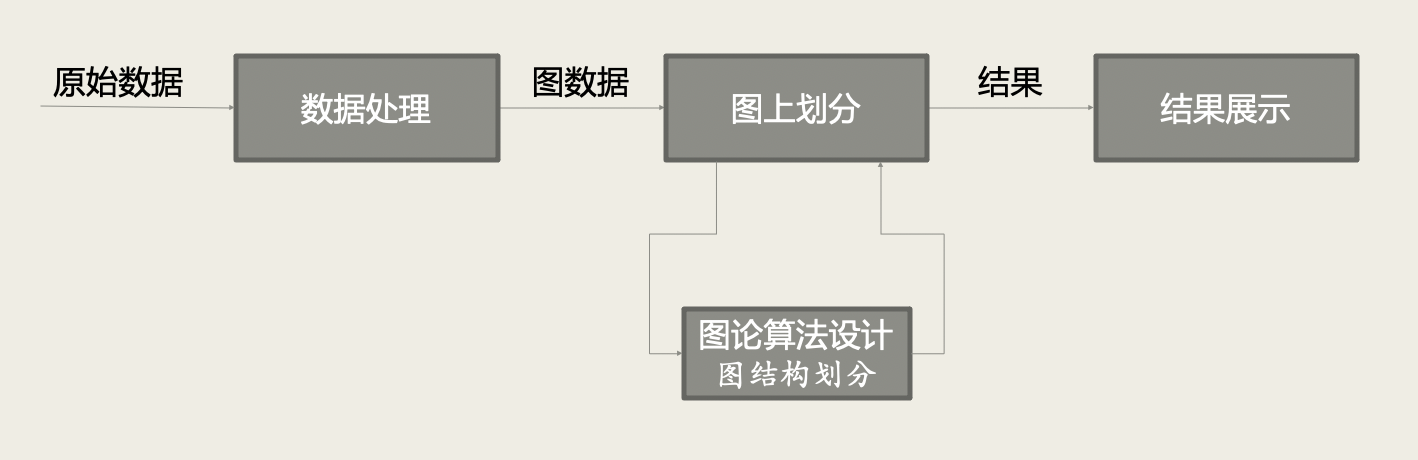 原始数据
数据处理
图数据
图上划分
结果
结果展示
图论算法设计
图结构划分